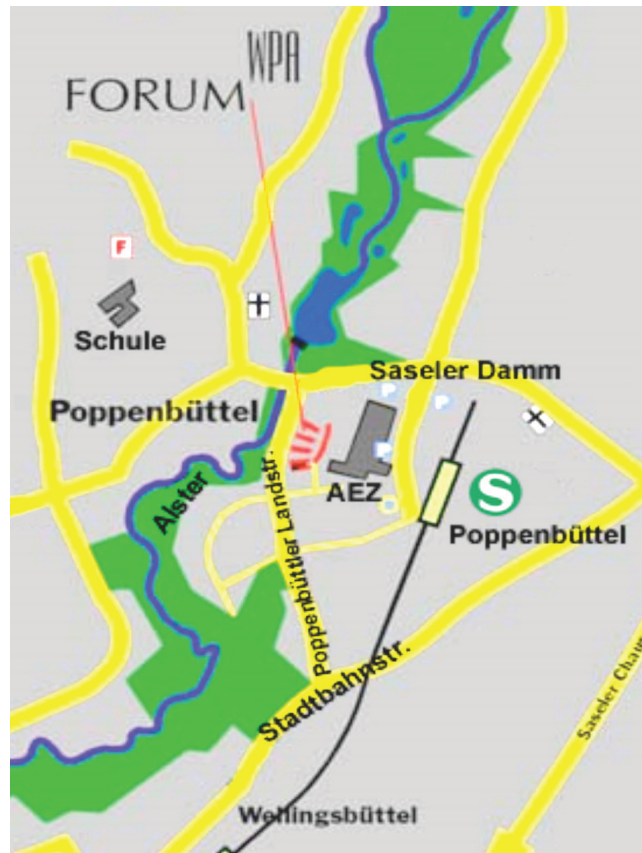 WPA
FORUM
F
Schule
Saseler Damm
P
P
Poppenbüttel
P
AEZ
S
Alster
Poppenbüttler Landstr.
Poppenbüttel
Stadtbahnstr.
Wellingsbüttel